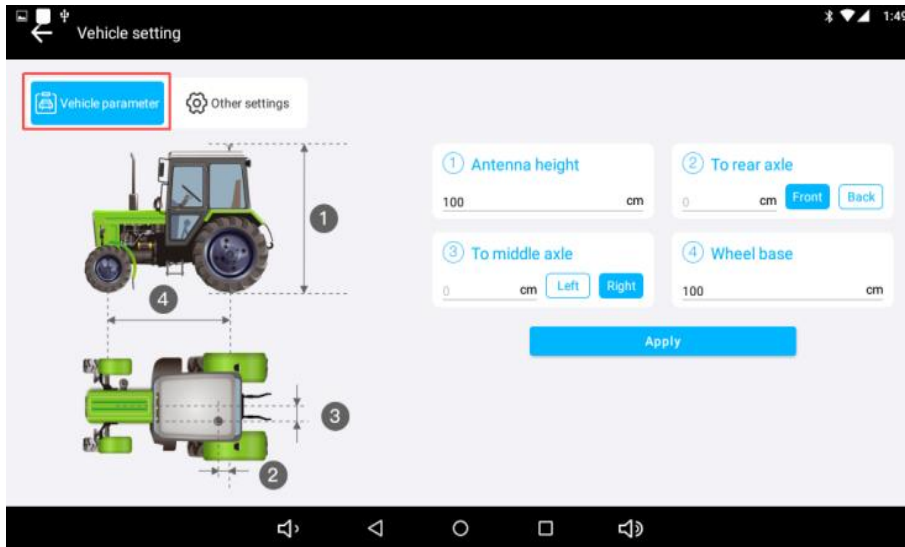 1:49
Vehicle setting
Vehicle parameter
Other settings
1
4
3
2
1 Antenna height
100 cm
2 To rear axle
0 cm Front Back
3 To middle axle
0 cm Left Right
4 Wheel base
100 cm
Apply